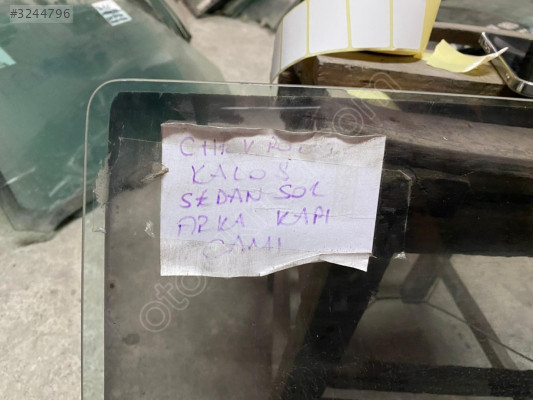 #3244796
KALOS
SEDAN SOL
ARKA KAPI
CAMI